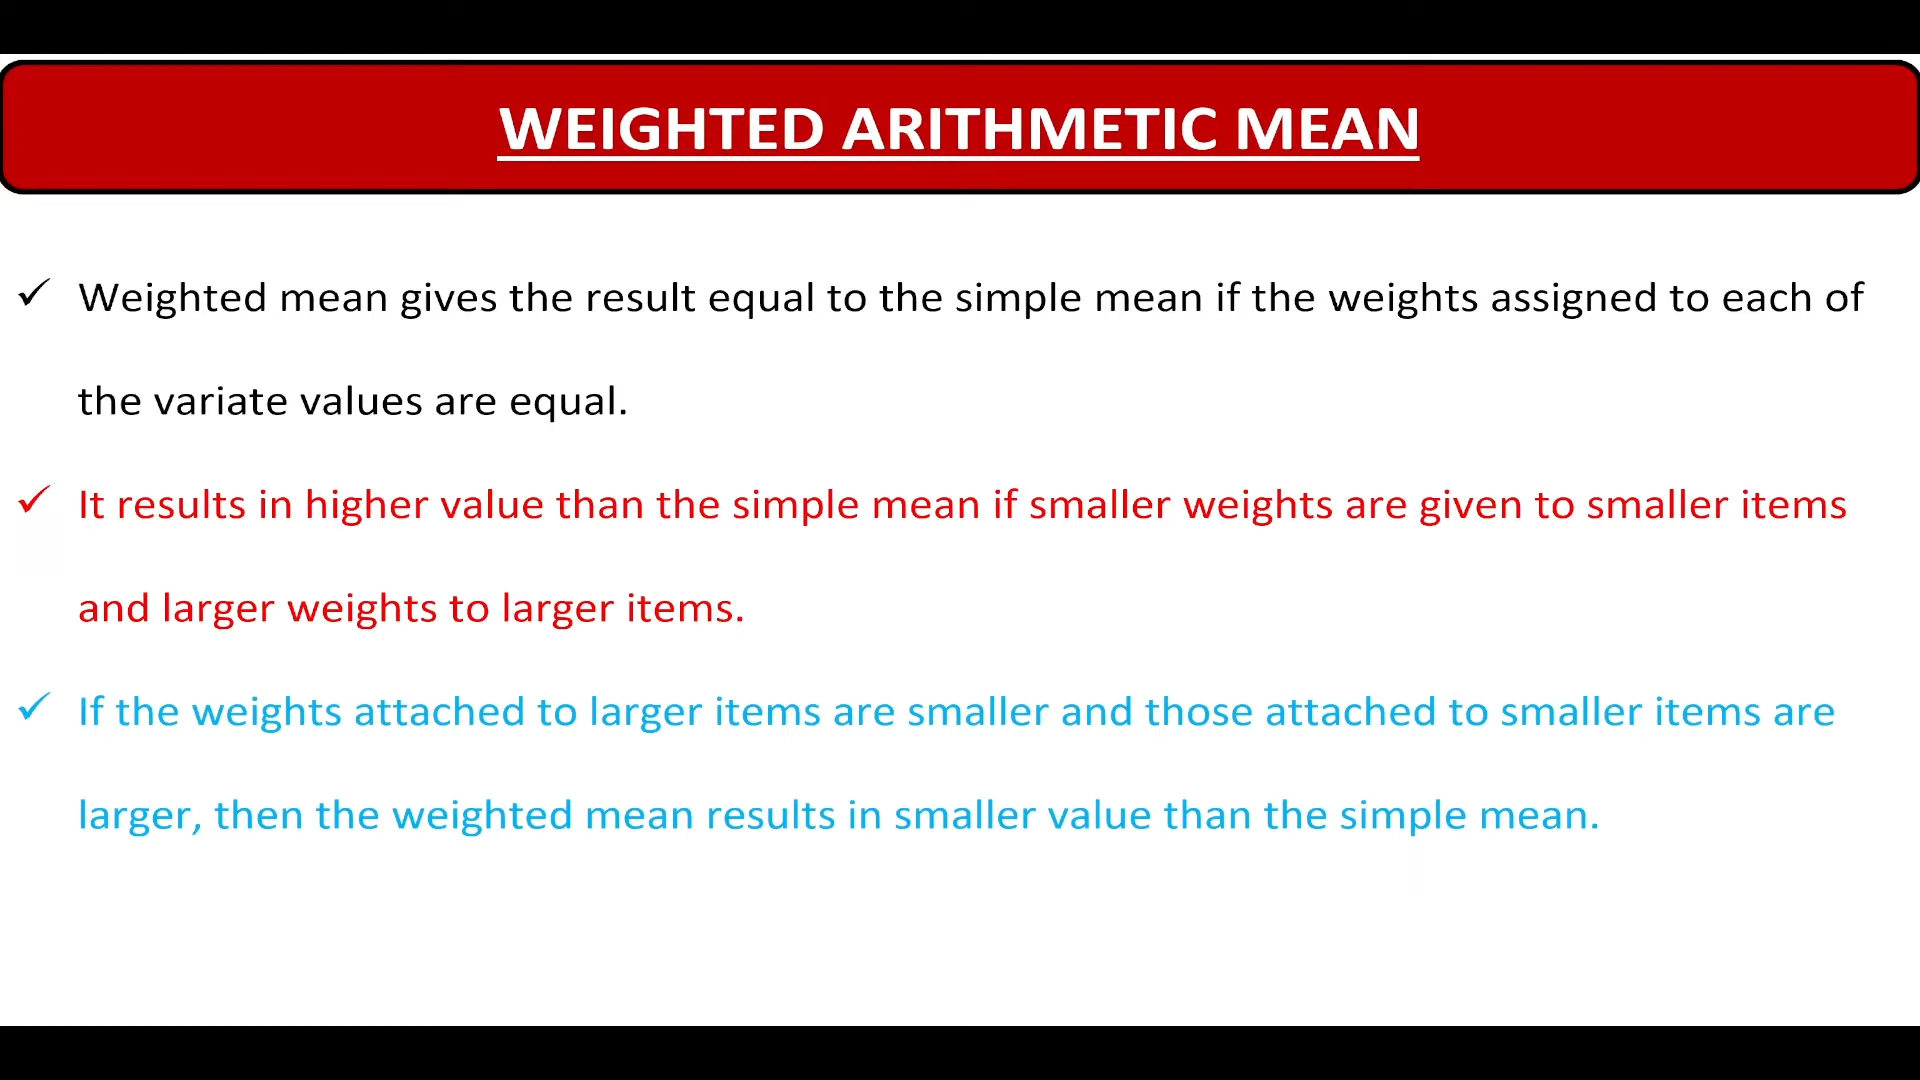 WEIGHTED ARITHMETIC MEAN
✓ Weighted mean gives the result equal to the simple mean if the weights assigned to each of
the variate values are equal.
✓ It results in higher value than the simple mean if smaller weights are given to smaller items
and larger weights to larger items.
✓ If the weights attached to larger items are smaller and those attached to smaller items are
larger, then the weighted mean results in smaller value than the simple mean.